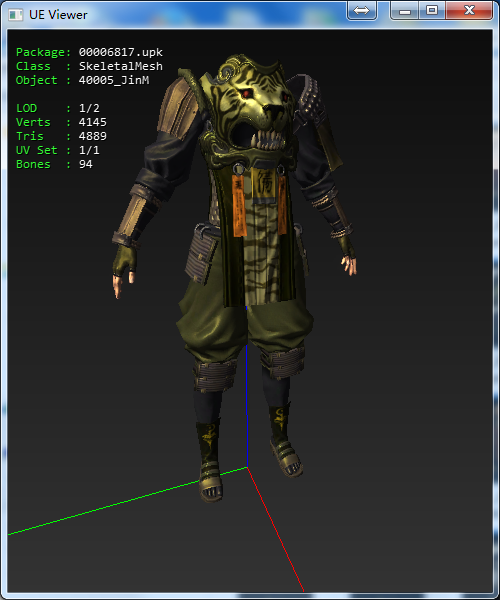 UE Viewer
Package: 00006817.upk
Class : SkeletalMesh
Object : 40005_JinM
LOD : 1/2
Verts : 4145
Tris : 4889
UV Set : 1/1
Bones : 94